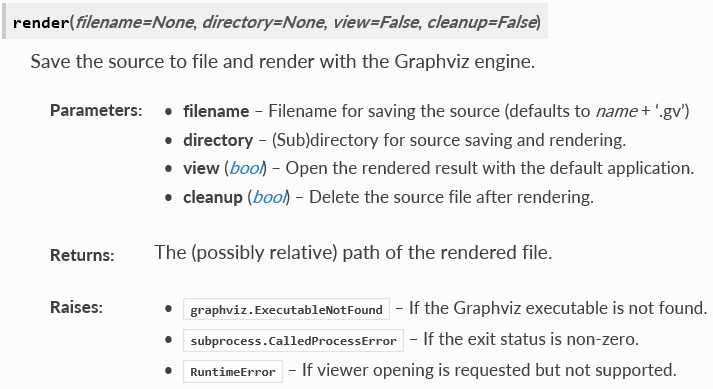 render(filename=None, directory=None, view=False, cleanup=False)
Save the source to file and render with the Graphviz engine.
Parameters: • filename – Filename for saving the source (defaults to name + ‘.gv’)
• directory – (Sub)directory for source saving and rendering.
• view (bool) – Open the rendered result with the default application.
• cleanup (bool) – Delete the source file after rendering.
Returns: The (possibly relative) path of the rendered file.
Raises: • graphviz.ExecutableNotFound – If the Graphviz executable is not found.
• subprocess.CalledProcessError – If the exit status is non-zero.
• RuntimeError – If viewer opening is requested but not supported.